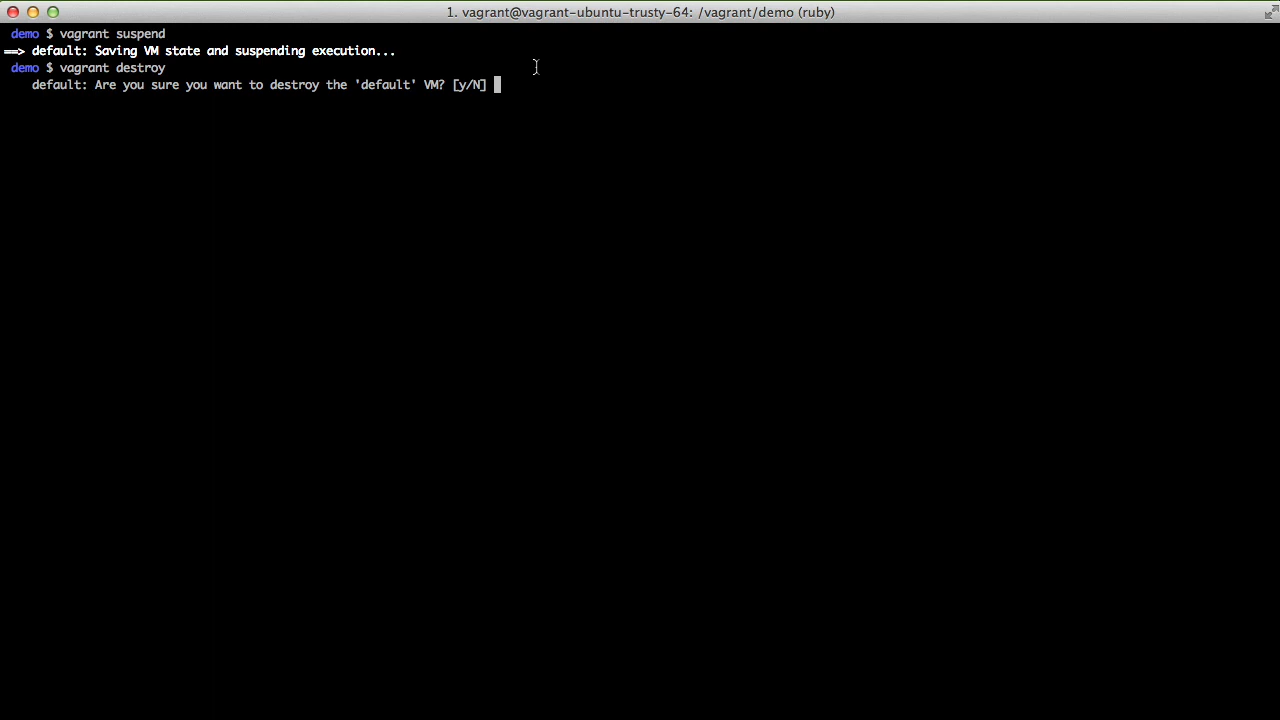 1. vagrant@vagrant-ubuntu-trusty-64: /vagrant/demo (ruby)
demo $ vagrant suspend
==> default: Saving VM state and suspending execution...
demo $ vagrant destroy
default: Are you sure you want to destroy the 'default' VM? [y/N]